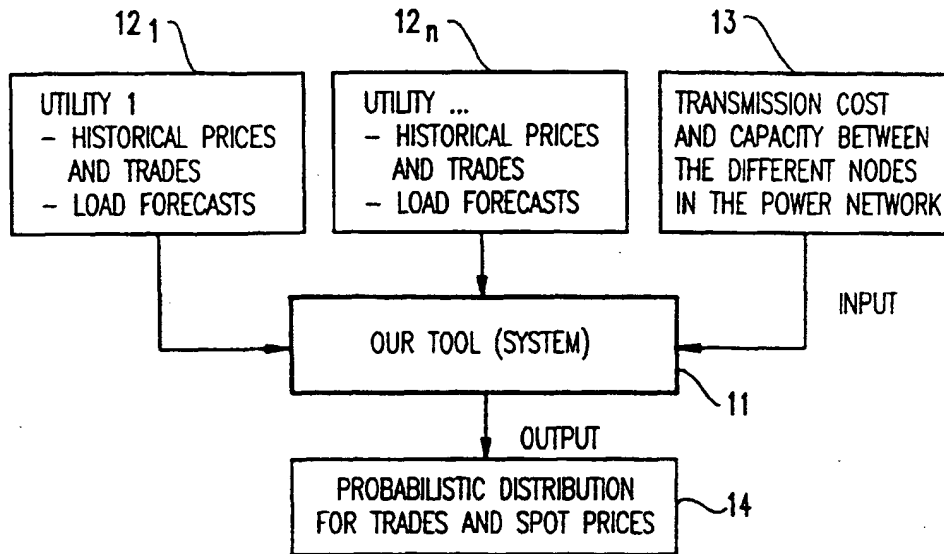 12 1
12 n
13
UTILITY 1
– HISTORICAL PRICES
AND TRADES
– LOAD FORECASTS
UTILITY ...
– HISTORICAL PRICES
AND TRADES
– LOAD FORECASTS
TRANSMISSION COST
AND CAPACITY BETWEEN
THE DIFFERENT NODES
IN THE POWER NETWORK
INPUT
OUR TOOL (SYSTEM)
11
OUTPUT
PROBABILISTIC DISTRIBUTION
FOR TRADES AND SPOT PRICES
14